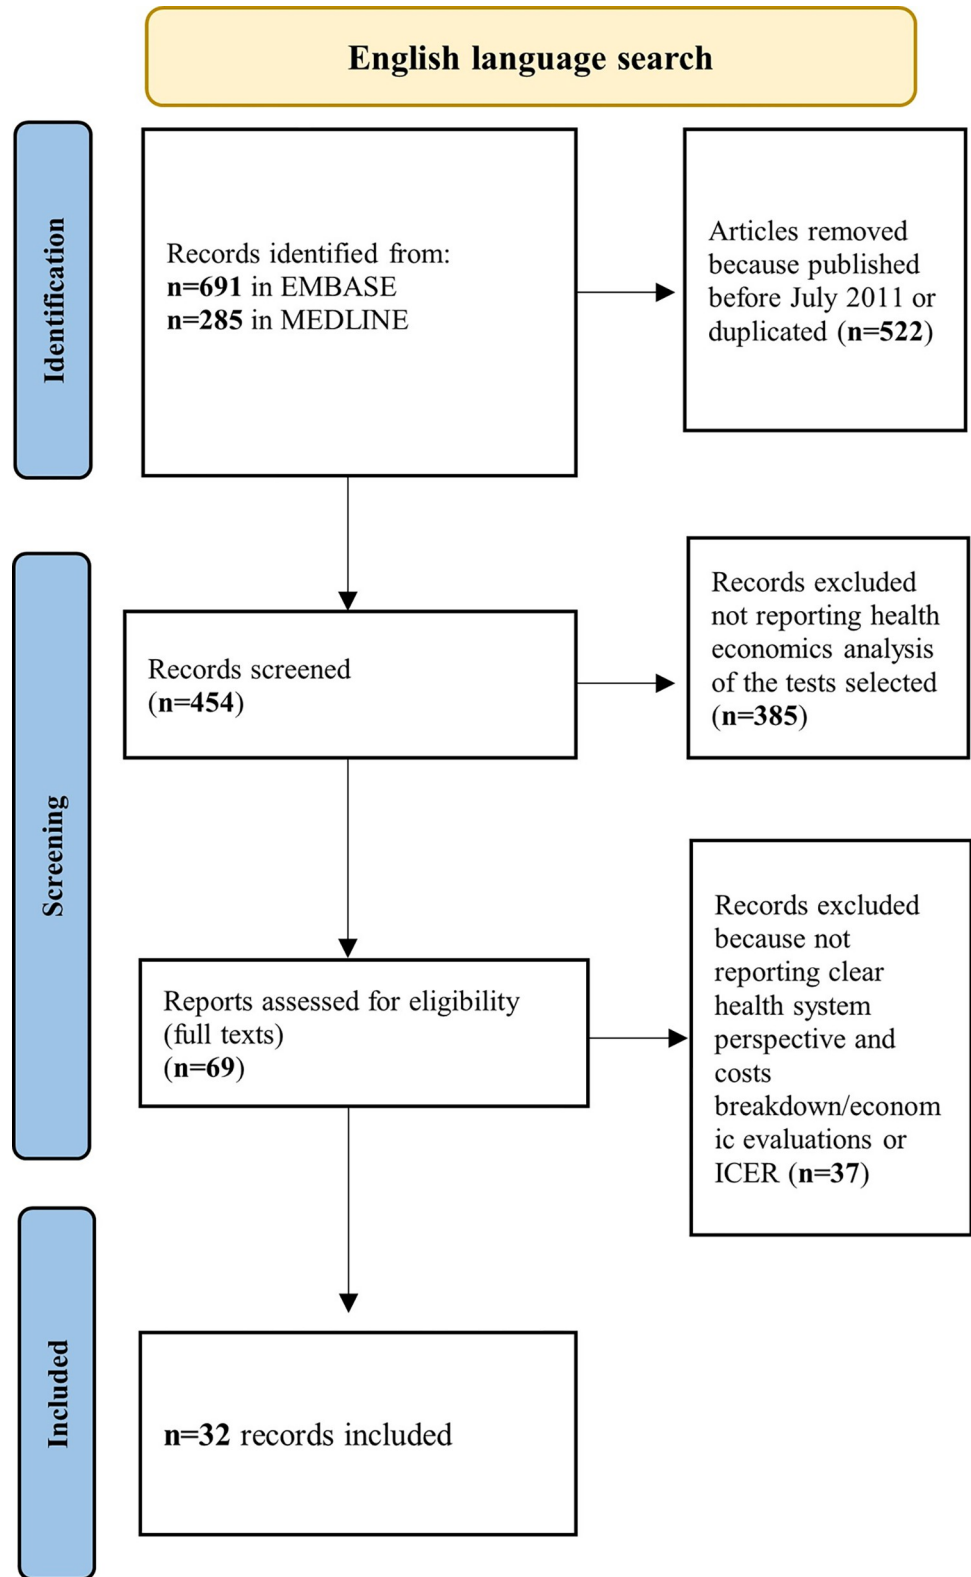 English language search
Identification
Records identified from:
n=691 in EMBASE
n=285 in MEDLINE
Articles removed
because published
before July 2011 or
duplicated (n=522)
Screening
Records screened
(n=454)
Records excluded
not reporting health
economics analysis
of the tests selected
(n=385)
Reports assessed for eligibility
(full texts)
(n=69)
Records excluded
because not
reporting clear
health system
perspective and
costs
breakdown/econom
ic evaluations or
ICER (n=37)
Included
n=32 records included